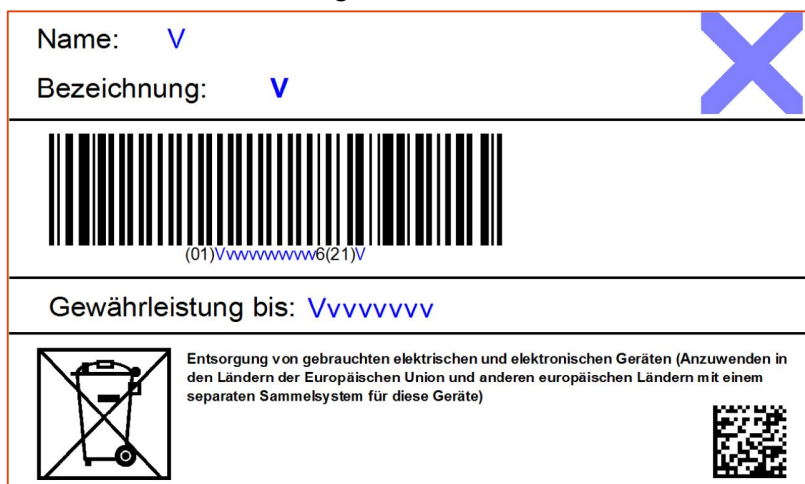 Name: V
Bezeichnung: V
(01)Vvvvvvvvvvvv6(21)V
Gewährleistung bis: Vvvvvvvv
Entsorgung von gebrauchten elektrischen und elektronischen Geräten (Anzuwenden in
den Ländern der Europäischen Union und anderen europäischen Ländern mit einem
separaten Sammelsystem für diese Geräte)